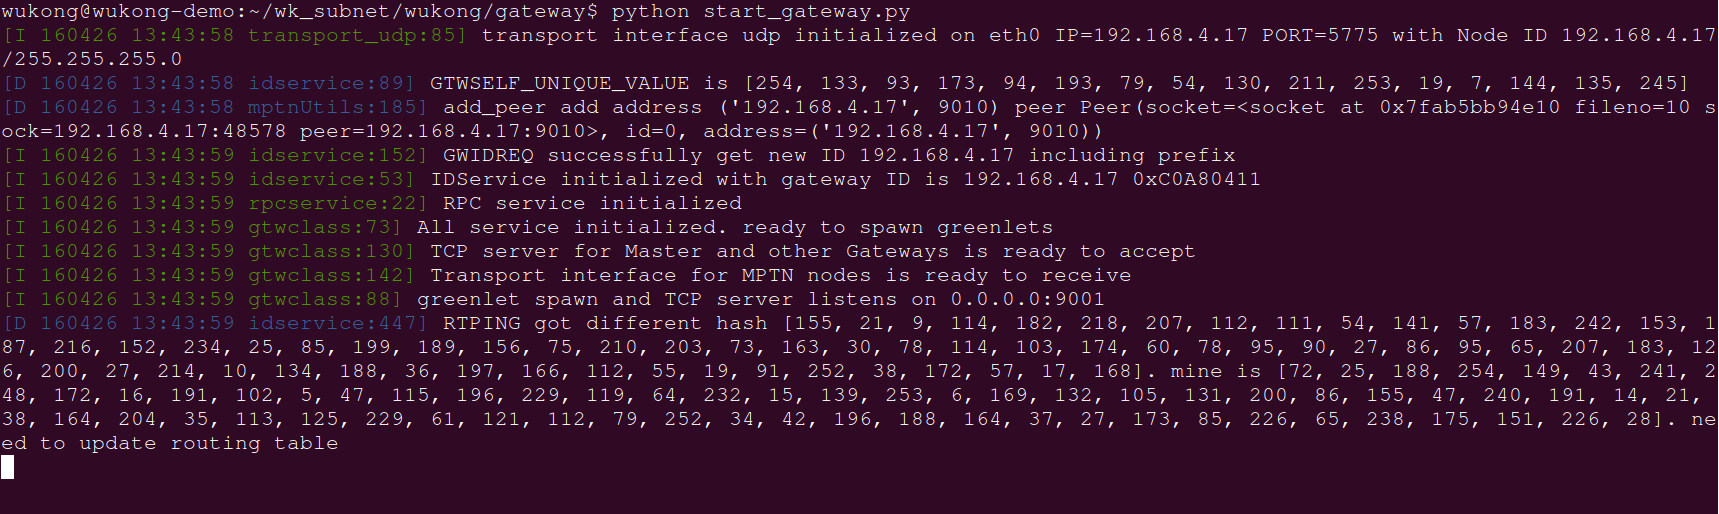 wukong@wukong-demo:~/wk_subnet/wukong/gateway$ python start_gateway.py
[I 160426 13:43:58 transport_udp:85] transport interface udp initialized on eth0 IP=192.168.4.17 PORT=5775 with Node ID 192.168.4.17
/255.255.255.0
[D 160426 13:43:58 idservice:89] GTWSELF_UNIQUE_VALUE is [254, 133, 93, 173, 94, 193, 79, 54, 130, 211, 253, 19, 7, 144, 135, 245]
[D 160426 13:43:58 mptnUtils:185] add_peer add address ('192.168.4.17', 9010) peer Peer(socket=<socket at 0x7fab5bb94e10 fileno=10 s
ock=192.168.4.17:48578 peer=192.168.4.17:9010>, id=0, address=('192.168.4.17', 9010))
[I 160426 13:43:59 idservice:152] GWIDREQ successfully get new ID 192.168.4.17 including prefix
[I 160426 13:43:59 idservice:53] IDService initialized with gateway ID is 192.168.4.17 0xC0A80411
[I 160426 13:43:59 rpcservice:22] RPC service initialized
[I 160426 13:43:59 gtwclass:73] All service initialized. ready to spawn greenlets
[I 160426 13:43:59 gtwclass:130] TCP server for Master and other Gateways is ready to accept
[I 160426 13:43:59 gtwclass:142] Transport interface for MPTN nodes is ready to receive
[I 160426 13:43:59 gtwclass:88] greenlet spawn and TCP server listens on 0.0.0.0:9001
[D 160426 13:43:59 idservice:447] RTPING got different hash [155, 21, 9, 114, 182, 218, 207, 112, 111, 54, 141, 57, 183, 242, 153, 1
87, 216, 152, 234, 25, 85, 199, 189, 156, 75, 210, 203, 73, 163, 30, 78, 114, 103, 174, 60, 78, 95, 90, 27, 86, 95, 65, 207, 183, 12
6, 200, 27, 214, 10, 134, 188, 36, 197, 166, 112, 55, 19, 91, 252, 38, 172, 57, 17, 168]. mine is [72, 25, 188, 254, 149, 43, 241, 2
48, 172, 16, 191, 102, 5, 47, 115, 196, 229, 119, 64, 232, 15, 139, 253, 6, 169, 132, 105, 131, 200, 86, 155, 47, 240, 191, 14, 21,
38, 164, 204, 35, 113, 125, 229, 61, 121, 112, 79, 252, 34, 42, 196, 188, 164, 37, 27, 173, 85, 226, 65, 238, 175, 151, 226, 28]. ne
ed to update routing table